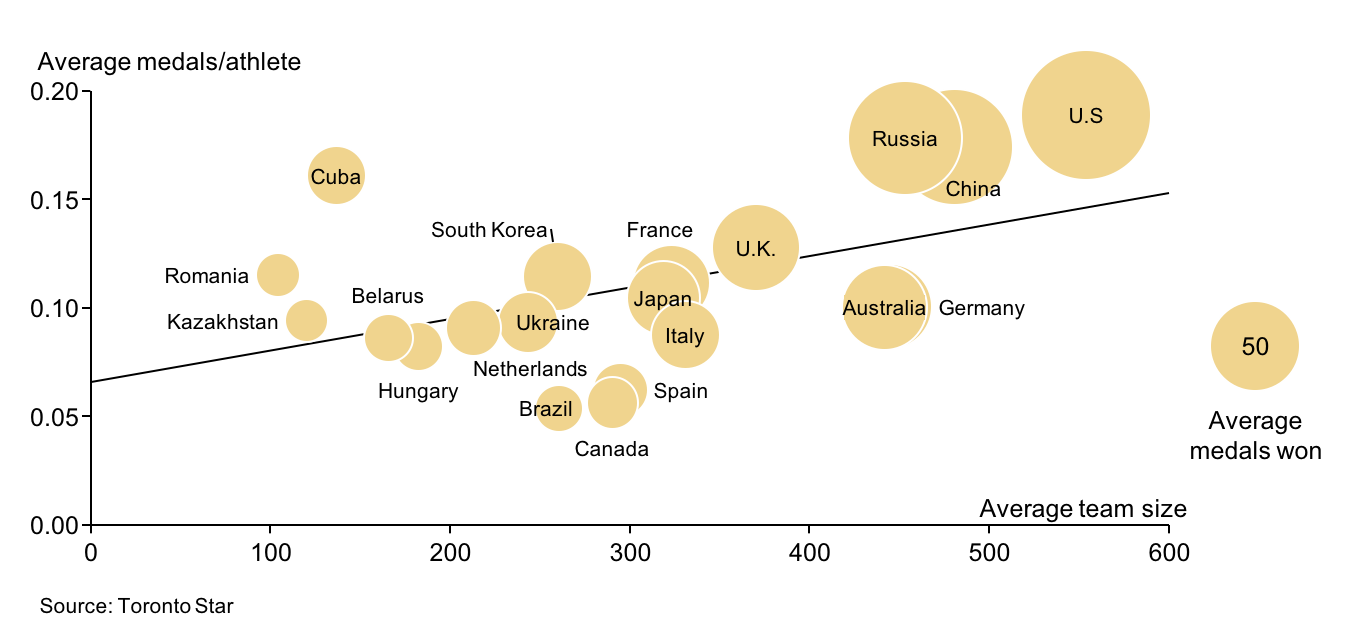 Average medals/athlete
0.20
U.S
Russia
Cuba
China
0.15
South Korea
France
U.K.
Romania
Belarus
Japan
0.10
Australia
Germany
Kazakhstan
Ukraine
Italy
50
Netherlands
Hungary
Spain
Brazil
0.05
Average
medals won
Canada
Average team size
0.00
0
100
200
300
400
500
600
Source: Toronto Star